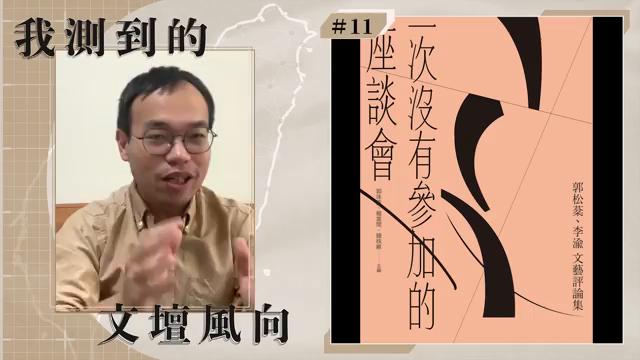 我測到的
文壇風向
#11
一次沒有參加的
座談會
郭松棻、李渝 文藝評論集